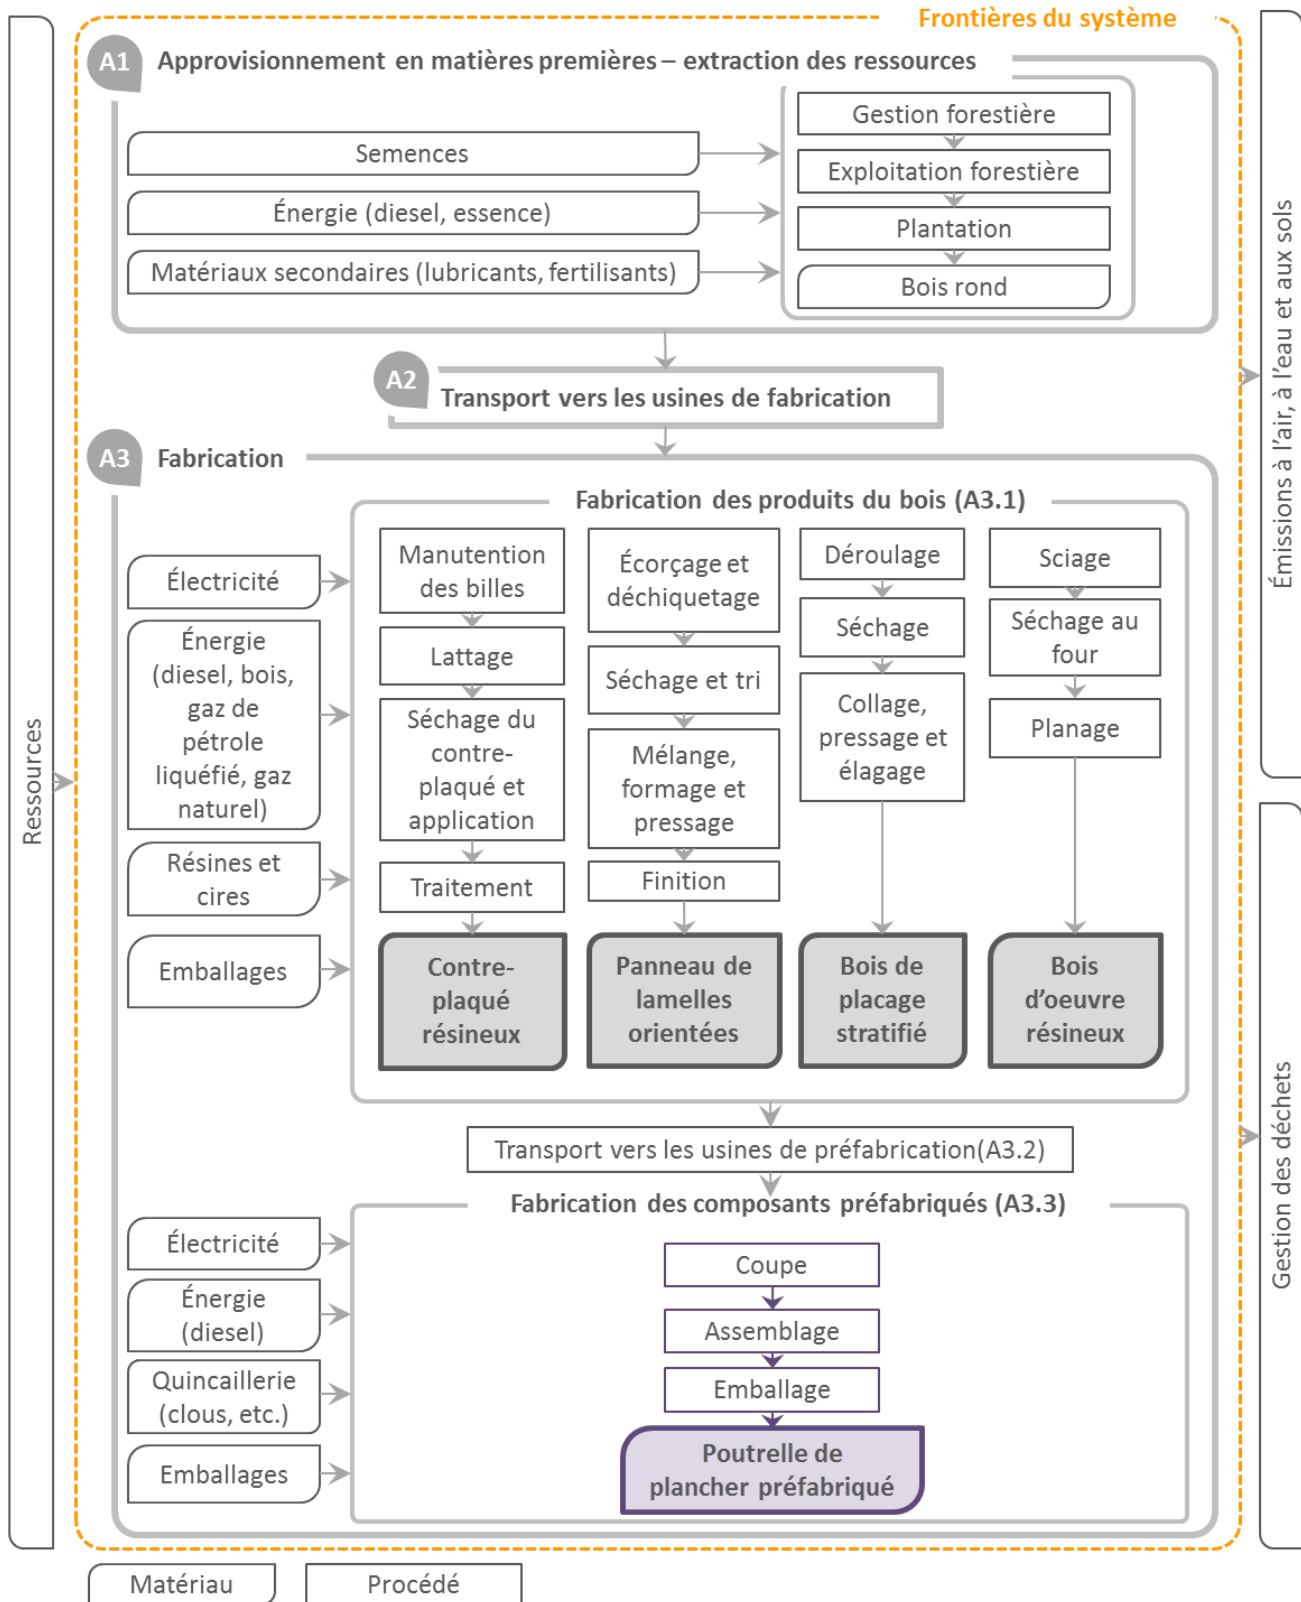 Frontières du système
A1
Approvisionnement en matières premières – extraction des ressources
Gestion forestière
Semences
Exploitation forestière
Énergie (diesel, essence)
Plantation
Matériaux secondaires (lubricants, fertilisants)
Bois rond
A2
Transport vers les usines de fabrication
A3
Fabrication
Fabrication des produits du bois (A3.1)
Électricité
Énergie
(diesel, bois,
gaz de
pétrole
liquéfié, gaz
naturel)
Résines et
cires
Emballages
Manutention
des billes
Lattage
Séchage du
contre-
plaqué et
application
Traitement
Contre-
plaqué
résineux
Écorçage et
déchiquetage
Séchage et tri
Mélange,
formage et
pressage
Finition
Panneau de
lamelles
orientées
Déroulage
Séchage
Collage,
pressage et
élagage
Bois de
placage
stratifié
Sciage
Séchage au
four
Planage
Bois
d’oeuvre
résineux
Transport vers les usines de préfabrication(A3.2)
Fabrication des composants préfabriqués (A3.3)
Électricité
Énergie
(diesel)
Quincaillerie
(clous, etc.)
Emballages
Coupe
Assemblage
Emballage
Poutrelle de
plancher préfabriqué
Ressources
Émissions à l’air, à l’eau et aux sols
Gestion des déchets
Matériau
Procédé